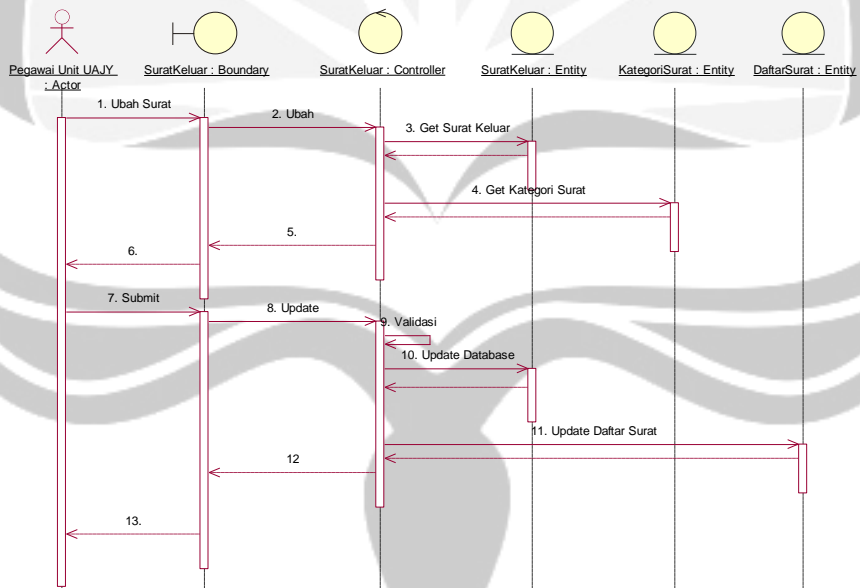 Pegawai Unit UAJY
: Actor
SuratKeluar : Boundary
SuratKeluar : Controller
SuratKeluar : Entity
KategoriSurat : Entity
DaftarSurat : Entity
1. Ubah Surat
2. Ubah
3. Get Surat Keluar
4. Get Kategori Surat
5.
6.
7. Submit
8. Update
9. Validasi
10. Update Database
11. Update Daftar Surat
12
13.